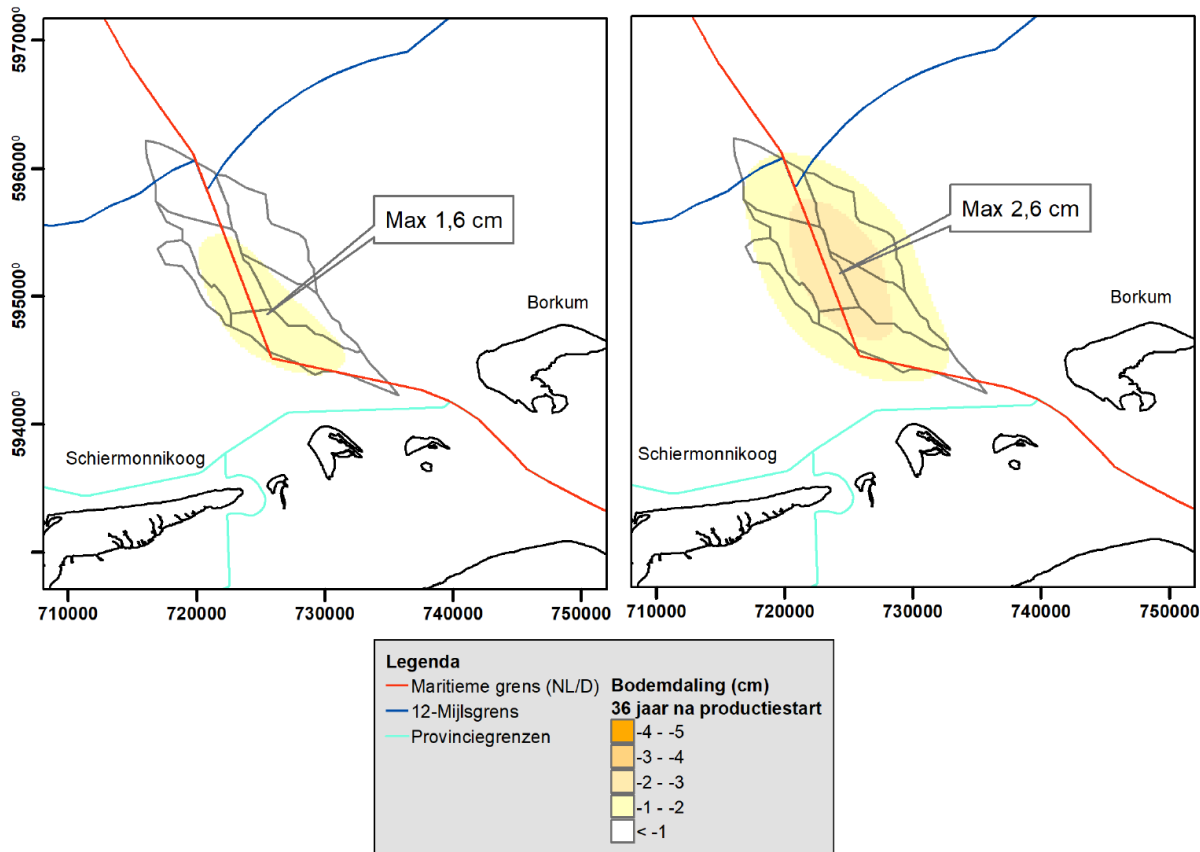 5970000
5960000
5950000
5940000
Max 1,6 cm
Borkum
Schiermonnikoog
710000 720000 730000 740000 750000
Max 2,6 cm
Borkum
Schiermonnikoog
710000 720000 730000 740000 750000
Legenda
Maritieme grens (NL/D)
12-Mijlsgrens
Provinciegrenzen
Bodemdaling (cm)
36 jaar na productiestart
-4 - -5
-3 - -4
-2 - -3
-1 - -2
< -1